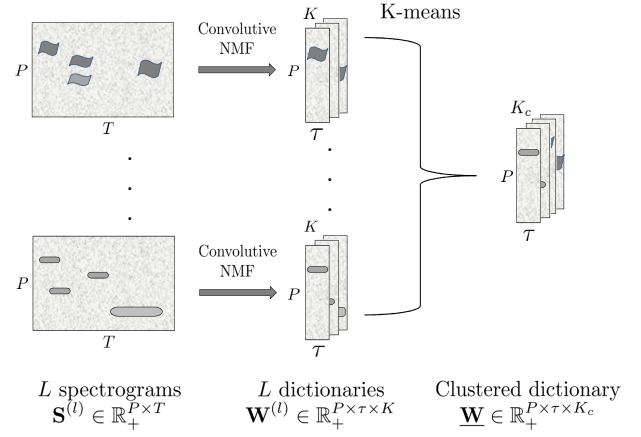 K-means
Convolutive
NMF
K
P
P
T
τ
K_c
P
τ
Convolutive
NMF
K
P
P
T
τ
L spectrograms
S^(l) ∈ ℝ_+^{P×T}
L dictionaries
W^(l) ∈ ℝ_+^{P×τ×K}
Clustered dictionary
W ∈ ℝ_+^{P×τ×K_c}